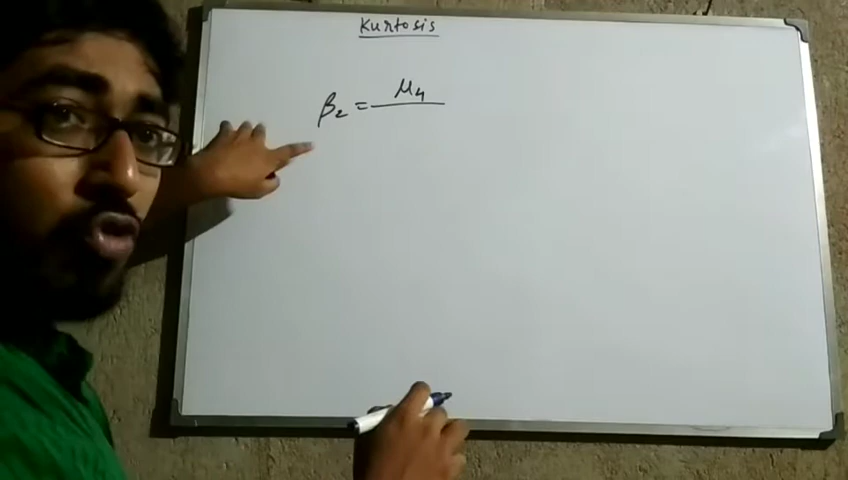 Kurtosis
β₂ = μ₄